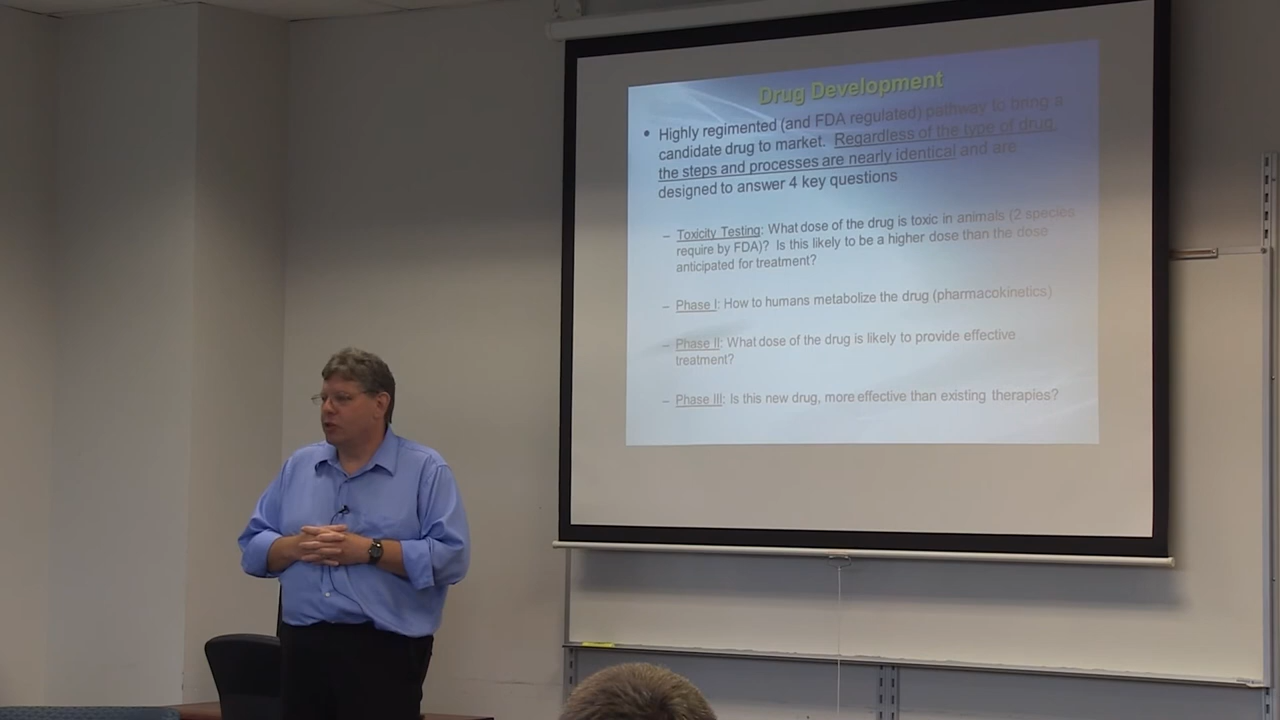 Drug Development
• Highly regimented (and FDA regulated) pathway to bring a
candidate drug to market. Regardless of the type of drug,
the steps and processes are nearly identical and are
designed to answer 4 key questions
– Toxicity Testing: What dose of the drug is toxic in animals (2 species
require by FDA)? Is this likely to be a higher dose than the dose
anticipated for treatment?
– Phase I: How to humans metabolize the drug (pharmacokinetics)
– Phase II: What dose of the drug is likely to provide effective
treatment?
– Phase III: Is this new drug, more effective than existing therapies?